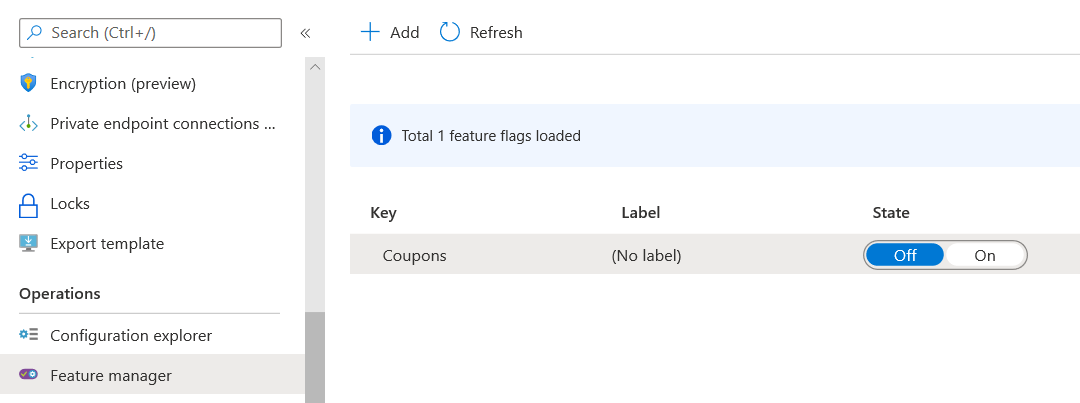 Search (Ctrl+/)
«
Encryption (preview)
Private endpoint connections ...
Properties
Locks
Export template
Operations
Configuration explorer
Feature manager
Add Refresh
Total 1 feature flags loaded
Key Label State
Coupons (No label) Off On